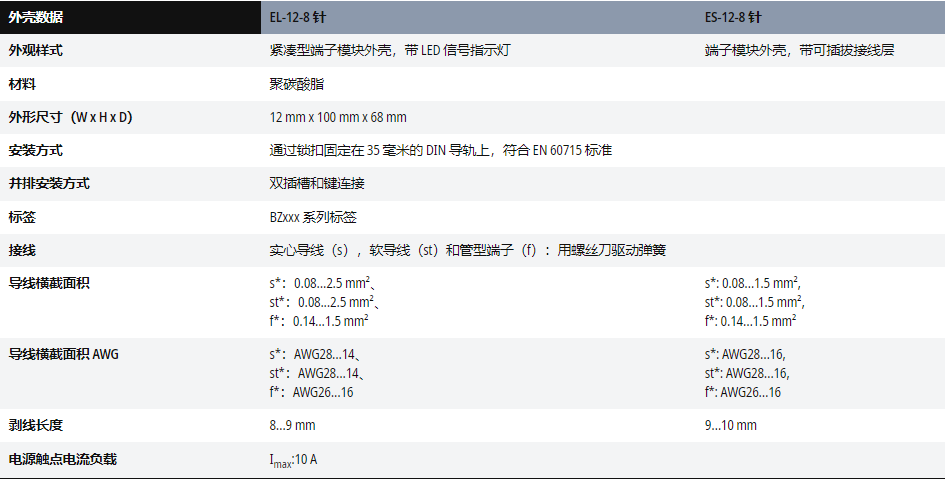 外壳数据 EL-12-8 针 ES-12-8 针
外观样式 紧凑型端子模块外壳，带 LED 信号指示灯 端子模块外壳，带可插拔接线层
材料 聚碳酸脂
外形尺寸（W x H x D） 12 mm x 100 mm x 68 mm
安装方式 通过锁扣固定在 35 毫米的 DIN 导轨上，符合 EN 60715 标准
并排安装方式 双插槽和键连接
标签 BZxxx 系列标签
接线 实心导线（s），软导线（st）和管型端子（f）：用螺丝刀驱动弹簧
导线横截面积 s*：0.08…2.5 mm²、 s*: 0.08…1.5 mm²,
st*：0.08…2.5 mm²、 st*: 0.08…1.5 mm²,
f*：0.14…1.5 mm² f*: 0.14…1.5 mm²
导线横截面积 AWG s*：AWG28…14、 s*: AWG28…16,
st*：AWG28…14、 st*: AWG28…16,
f*：AWG26…16 f*: AWG26…16
剥线长度 8…9 mm 9…10 mm
电源触点电流负载 Imax:10 A